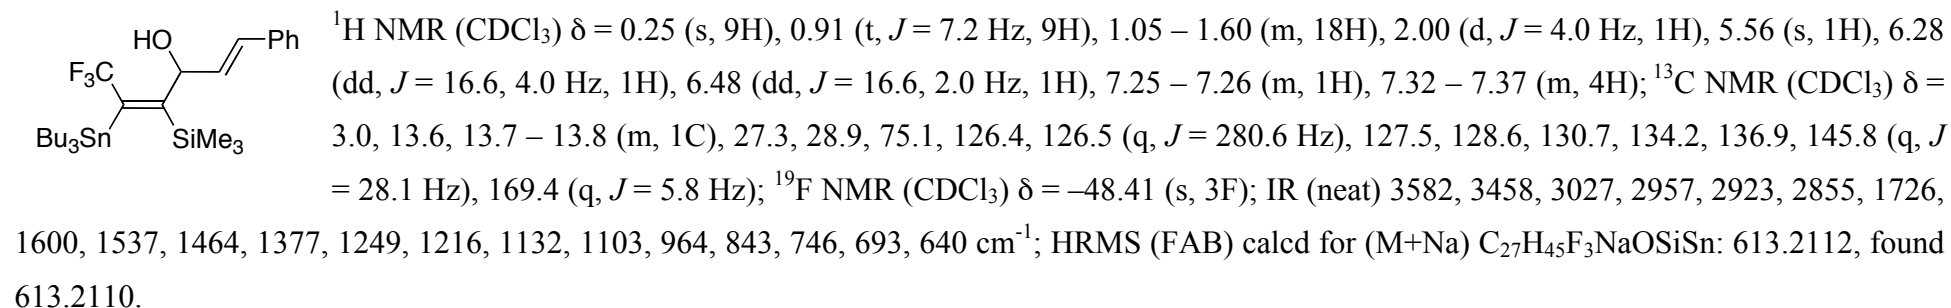 HO
Ph
F₃C
Bu₃Sn
SiMe₃
¹H NMR (CDCl₃) δ = 0.25 (s, 9H), 0.91 (t, J = 7.2 Hz, 9H), 1.05 – 1.60 (m, 18H), 2.00 (d, J = 4.0 Hz, 1H), 5.56 (s, 1H), 6.28
(dd, J = 16.6, 4.0 Hz, 1H), 6.48 (dd, J = 16.6, 2.0 Hz, 1H), 7.25 – 7.26 (m, 1H), 7.32 – 7.37 (m, 4H); ¹³C NMR (CDCl₃) δ =
3.0, 13.6, 13.7 – 13.8 (m, 1C), 27.3, 28.9, 75.1, 126.4, 126.5 (q, J = 280.6 Hz), 127.5, 128.6, 130.7, 134.2, 136.9, 145.8 (q, J
= 28.1 Hz), 169.4 (q, J = 5.8 Hz); ¹⁹F NMR (CDCl₃) δ = –48.41 (s, 3F); IR (neat) 3582, 3458, 3027, 2957, 2923, 2855, 1726,
1600, 1537, 1464, 1377, 1249, 1216, 1132, 1103, 964, 843, 746, 693, 640 cm⁻¹; HRMS (FAB) calcd for (M+Na) C₂₇H₄₅F₃NaOSiSn: 613.2112, found
613.2110.